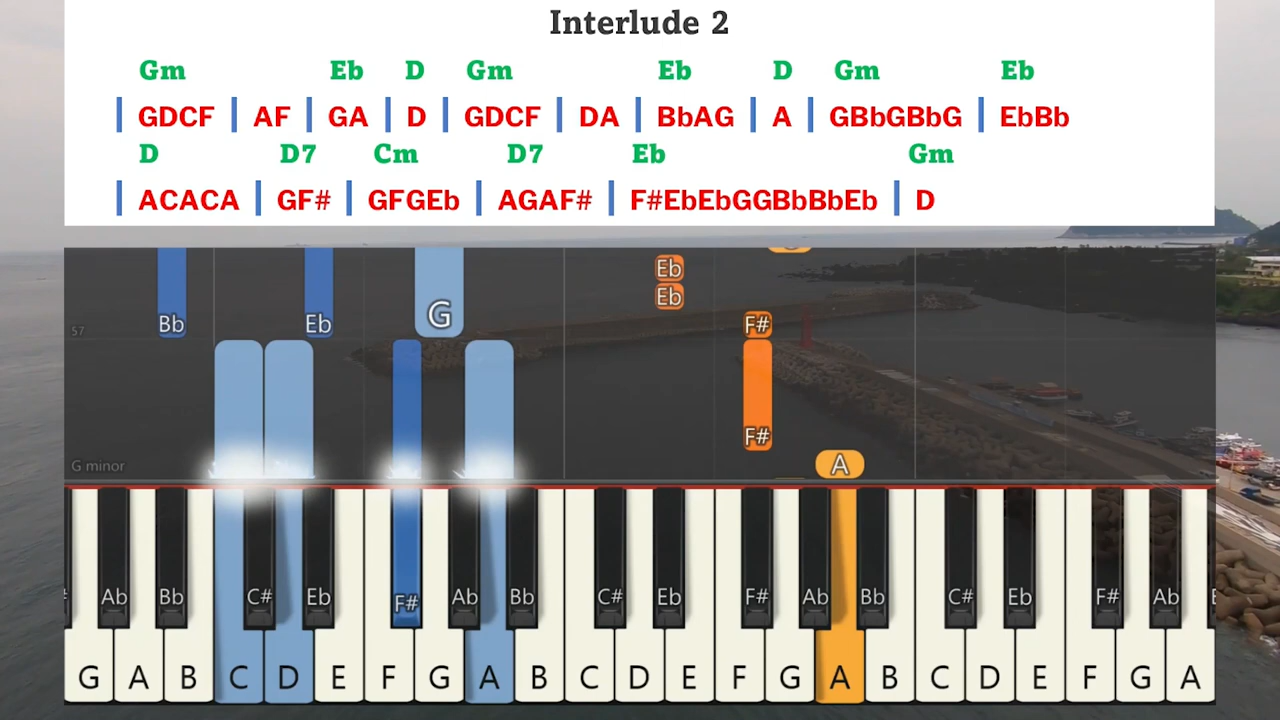 Interlude 2
Gm Eb D Gm Eb D Gm Eb
| GDCF | AF | GA | D | GDCF | DA | BbAG | A | GBbGBbG | EbBb
D D7 Cm D7 Eb Gm
| ACACA | GF# | GFGEb | AGAF# | F#EbEbGGBbBbEb | D
Eb
Eb
Bb Eb G F#
57
F#
G minor A
Ab Bb C# Eb F# Ab Bb C# Eb F# Ab Bb C# Eb F# Ab
G A B C D E F G A B C D E F G A B C D E F G A